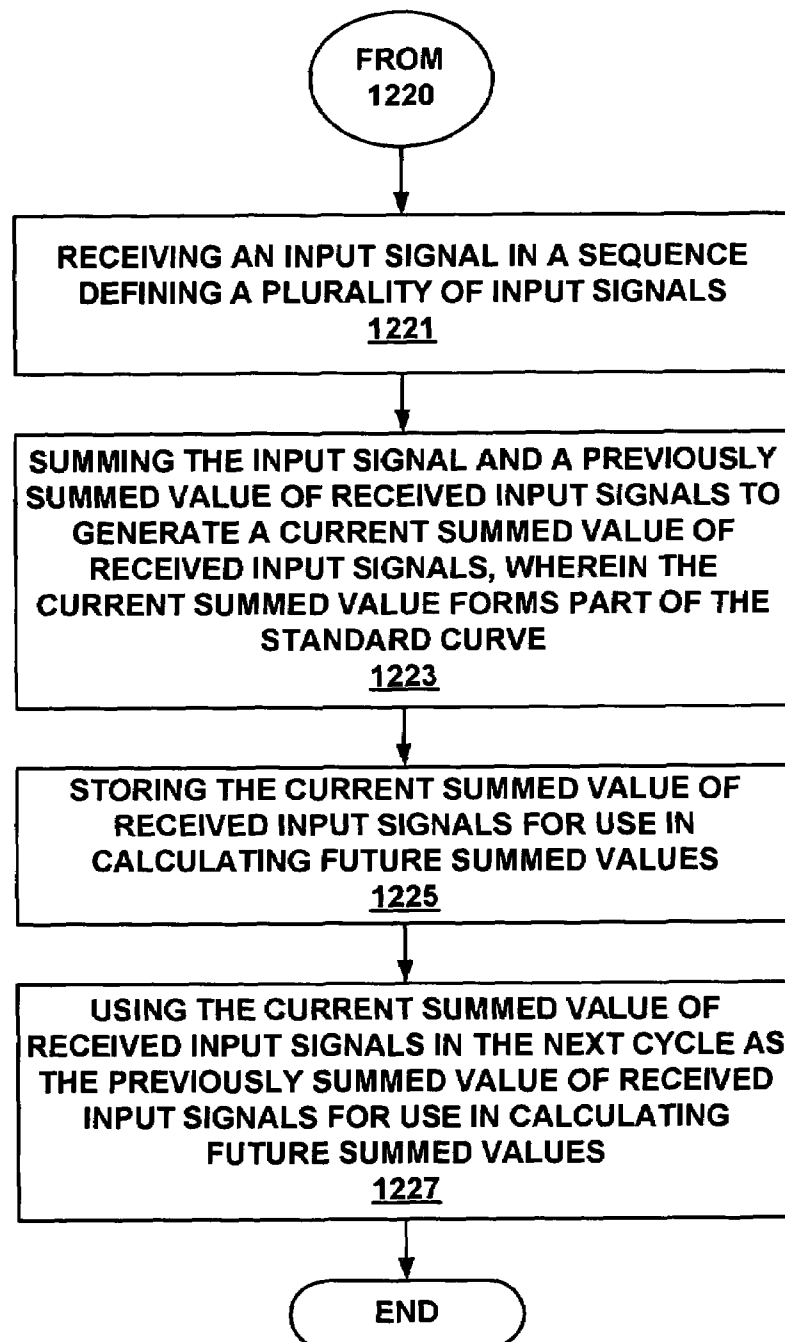 FROM
1220
RECEIVING AN INPUT SIGNAL IN A SEQUENCE
DEFINING A PLURALITY OF INPUT SIGNALS
1221
SUMMING THE INPUT SIGNAL AND A PREVIOUSLY
SUMMED VALUE OF RECEIVED INPUT SIGNALS TO
GENERATE A CURRENT SUMMED VALUE OF
RECEIVED INPUT SIGNALS, WHEREIN THE
CURRENT SUMMED VALUE FORMS PART OF THE
STANDARD CURVE
1223
STORING THE CURRENT SUMMED VALUE OF
RECEIVED INPUT SIGNALS FOR USE IN
CALCULATING FUTURE SUMMED VALUES
1225
USING THE CURRENT SUMMED VALUE OF
RECEIVED INPUT SIGNALS IN THE NEXT CYCLE AS
THE PREVIOUSLY SUMMED VALUE OF RECEIVED
INPUT SIGNALS FOR USE IN CALCULATING
FUTURE SUMMED VALUES
1227
END